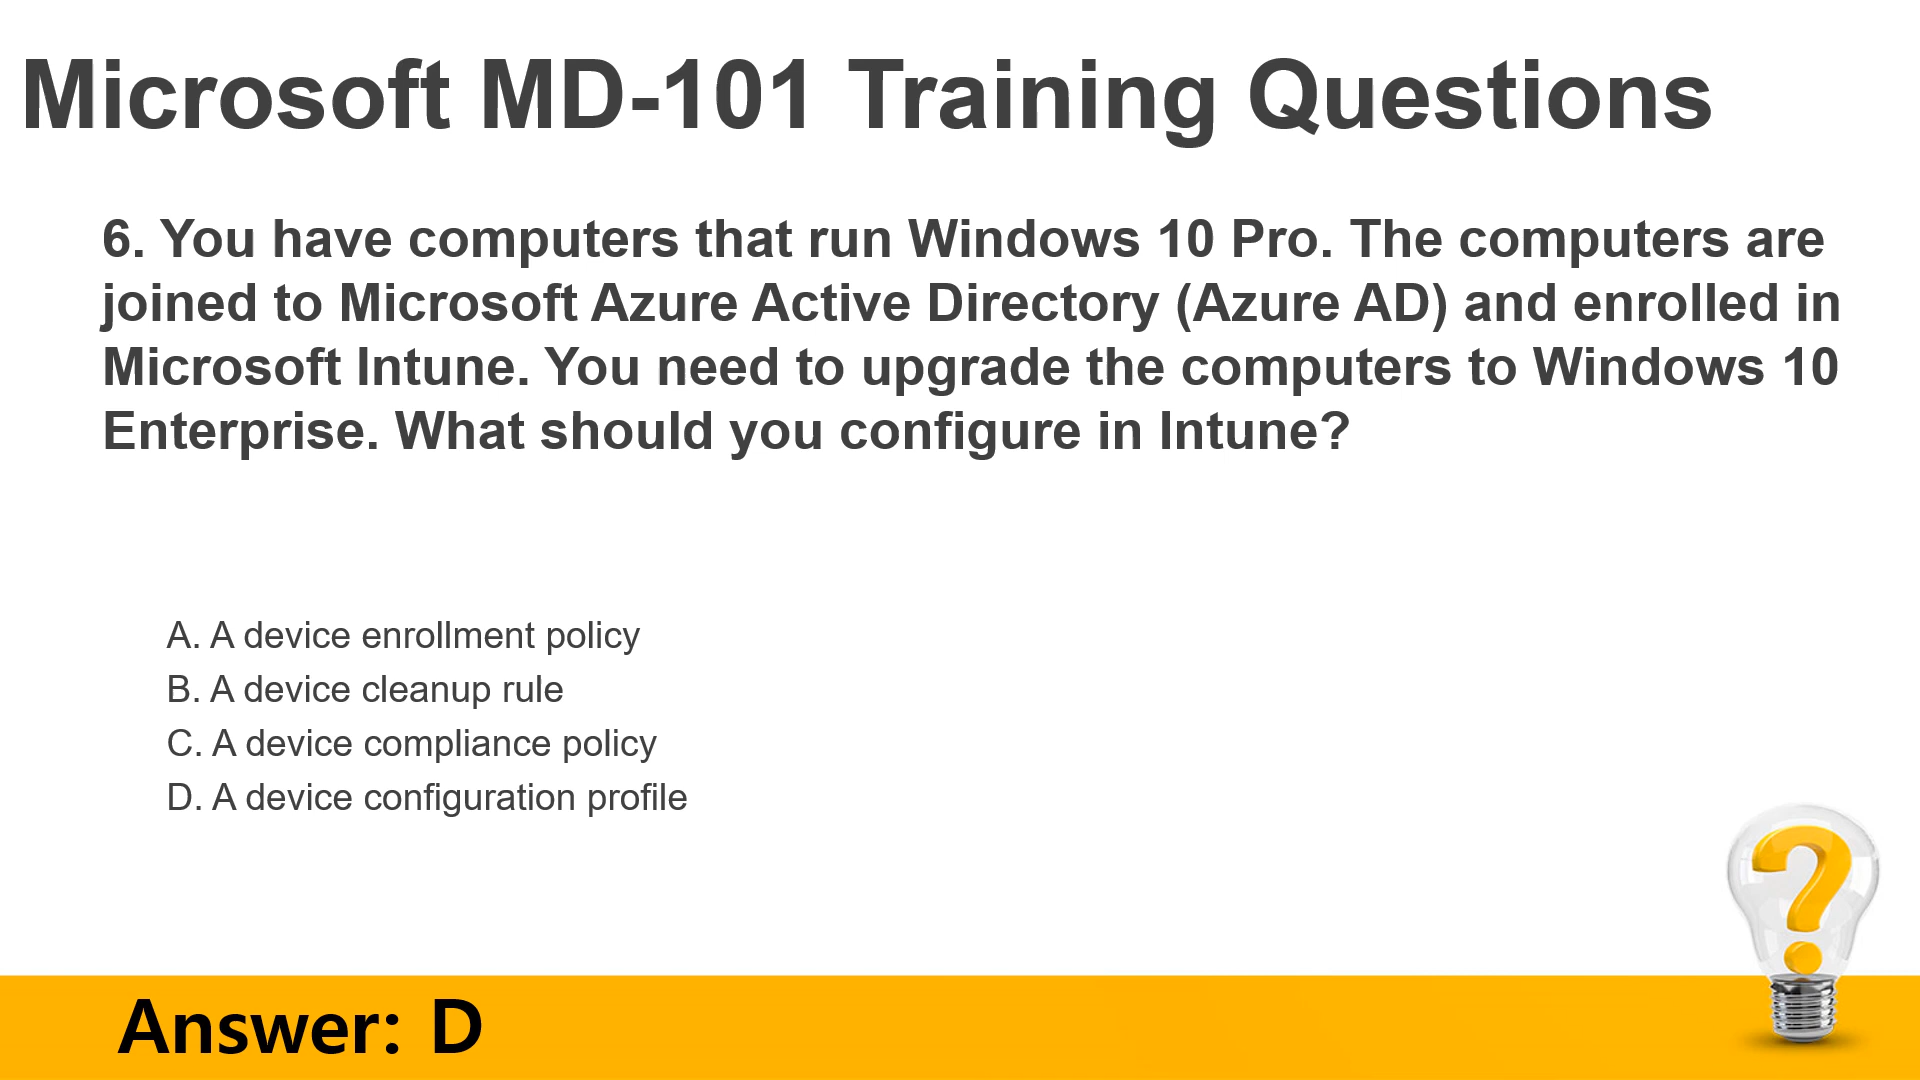 Microsoft MD-101 Training Questions
6. You have computers that run Windows 10 Pro. The computers are
joined to Microsoft Azure Active Directory (Azure AD) and enrolled in
Microsoft Intune. You need to upgrade the computers to Windows 10
Enterprise. What should you configure in Intune?
A. A device enrollment policy
B. A device cleanup rule
C. A device compliance policy
D. A device configuration profile
?
Answer: D